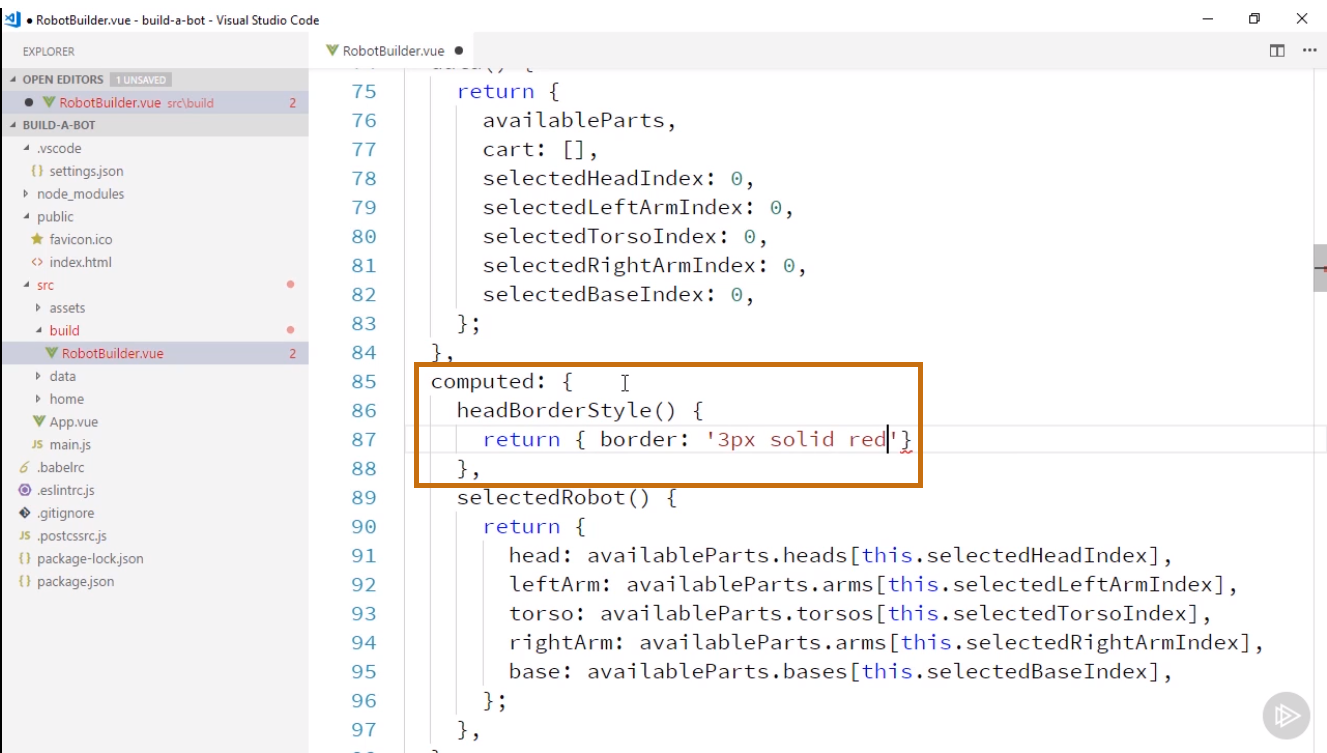 RobotBuilder.vue - build-a-bot - Visual Studio Code
EXPLORER
OPEN EDITORS 1 UNSAVED
RobotBuilder.vue src\build 2
BUILD-A-BOT
.vscode
{} settings.json
node_modules
public
favicon.ico
<> index.html
src
assets
build
RobotBuilder.vue 2
data
home
App.vue
JS main.js
.babelrc
.eslintrc.js
.gitignore
JS .postcssrc.js
{} package-lock.json
{} package.json
RobotBuilder.vue
75 return {
76 availableParts,
77 cart: [],
78 selectedHeadIndex: 0,
79 selectedLeftArmIndex: 0,
80 selectedTorsoIndex: 0,
81 selectedRightArmIndex: 0,
82 selectedBaseIndex: 0,
83 };
84 },
85 computed: {
86 headBorderStyle() {
87 return { border: '3px solid red'}
88 },
89 selectedRobot() {
90 return {
91 head: availableParts.heads[this.selectedHeadIndex],
92 leftArm: availableParts.arms[this.selectedLeftArmIndex],
93 torso: availableParts.torsos[this.selectedTorsoIndex],
94 rightArm: availableParts.arms[this.selectedRightArmIndex],
95 base: availableParts.bases[this.selectedBaseIndex],
96 };
97 },